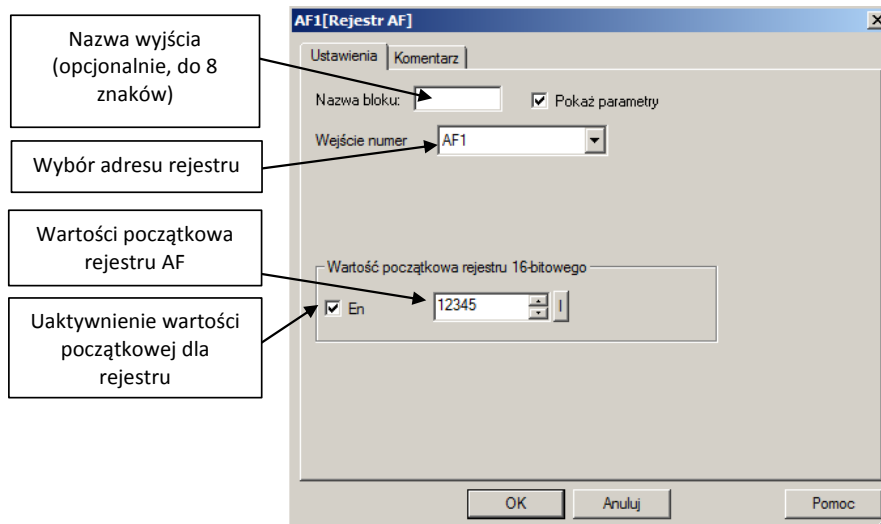 Nazwa wyjścia
(opcjonalnie, do 8
znaków)
Wybór adresu rejestru
Wartości początkowa
rejestru AF
Uaktywnienie wartości
początkowej dla
rejestru
AF1[Rejestr AF]
Ustawienia
Komentarz
Nazwa bloku:
Pokaż parametry
Wejście numer
AF1
Wartość początkowa rejestru 16-bitowego
En
12345
I
OK
Anuluj
Pomoc